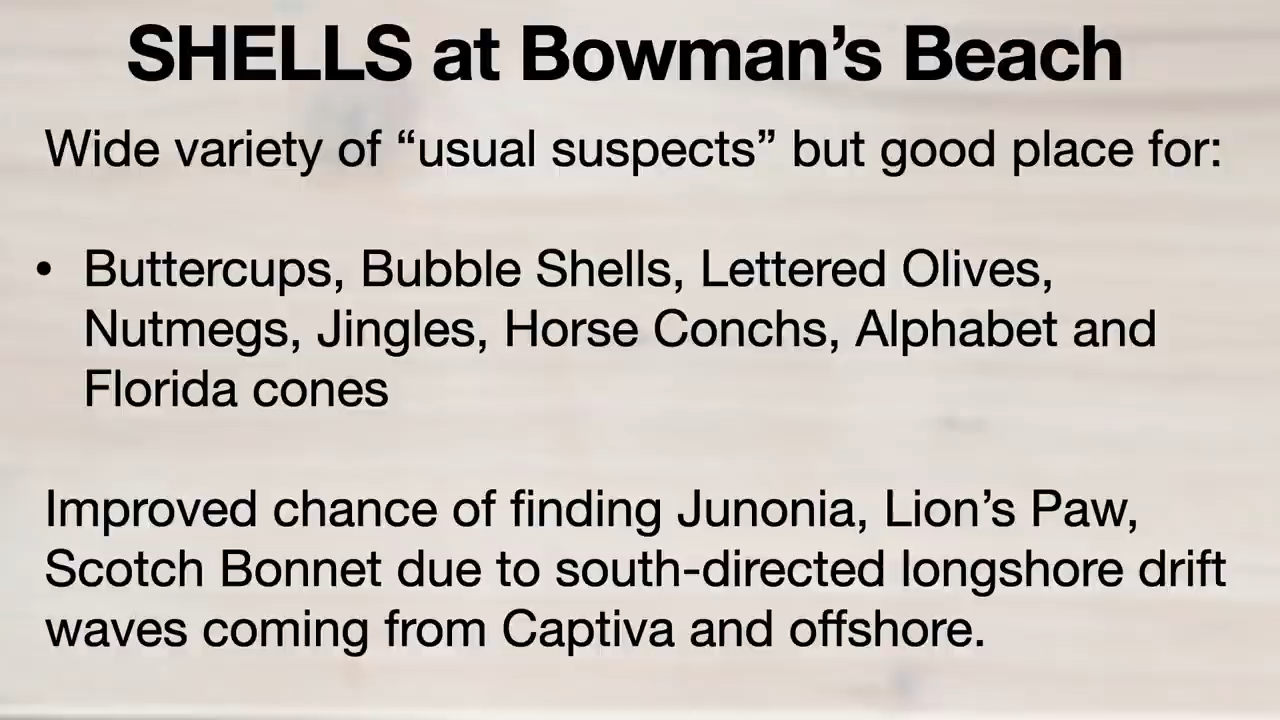 SHELLS at Bowman’s Beach
Wide variety of “usual suspects” but good place for:
• Buttercups, Bubble Shells, Lettered Olives,
Nutmegs, Jingles, Horse Conchs, Alphabet and
Florida cones
Improved chance of finding Junonia, Lion’s Paw,
Scotch Bonnet due to south-directed longshore drift
waves coming from Captiva and offshore.